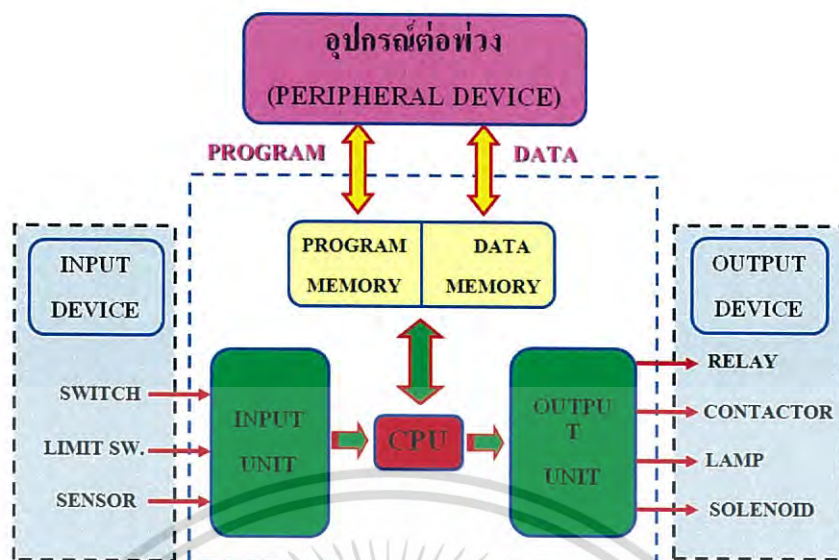 อุปกรณ์ต่อพ่วง
(PERIPHERAL DEVICE)
PROGRAM
DATA
PROGRAM
MEMORY
DATA
MEMORY
INPUT
DEVICE
SWITCH
LIMIT SW.
SENSOR
INPUT
UNIT
CPU
OUTPU
T
UNIT
OUTPUT
DEVICE
RELAY
CONTACTOR
LAMP
SOLENOID